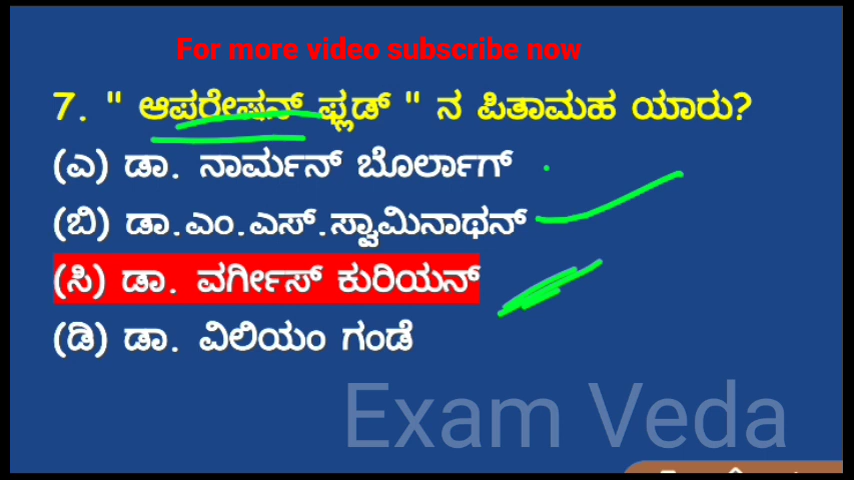 For more video subscribe now
7. " ಆಪರೇಷನ್ ಫ್ಲಡ್ " ನ ಪಿತಾಮಹ ಯಾರು?
(ಎ) ಡಾ. ನಾರ್ಮನ್ ಬೋರ್ಲಾಗ್
(ಬಿ) ಡಾ.ಎಂ.ಎಸ್.ಸ್ವಾಮಿನಾಥನ್
(ಸಿ) ಡಾ. ವರ್ಗೀಸ್ ಕುರಿಯನ್
(ಡಿ) ಡಾ. ವಿಲಿಯಂ ಗಂಡೆ
Exam Veda